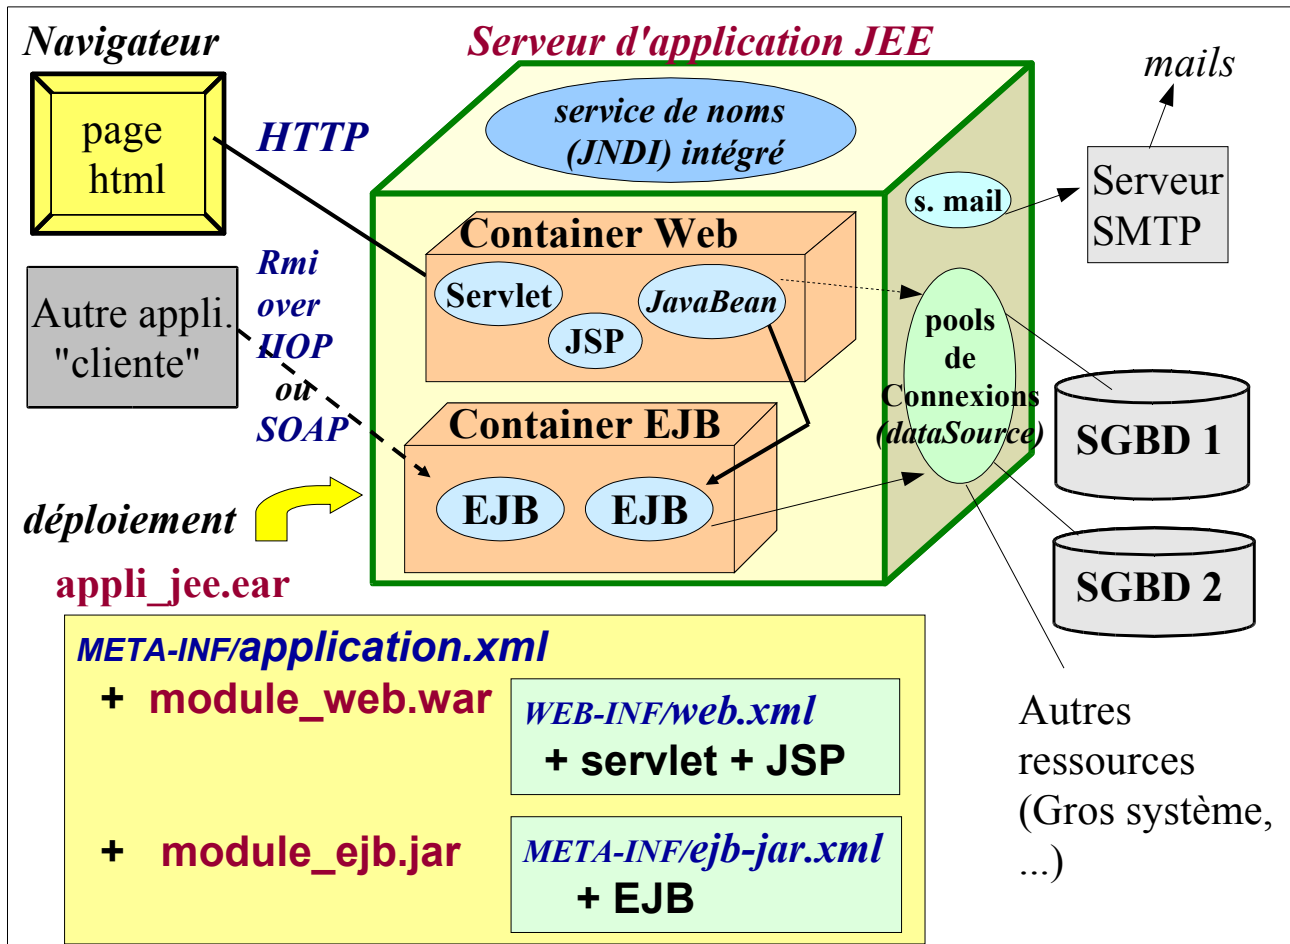 Navigateur
Serveur d'application JEE
mails
page
html
HTTP
service de noms
(JNDI) intégré
s. mail
Serveur
SMTP
Container Web
Servlet
JSP
JavaBean
Autre appli.
"cliente"
Rmi
over
IIOP
ou
SOAP
pools
de
Connexions
(dataSource)
SGBD 1
Container EJB
EJB
EJB
SGBD 2
déploiement
appli_jee.ear
META-INF/application.xml
+ module_web.war
WEB-INF/web.xml
+ servlet + JSP
+ module_ejb.jar
META-INF/ejb-jar.xml
+ EJB
Autres
ressources
(Gros système,
...)